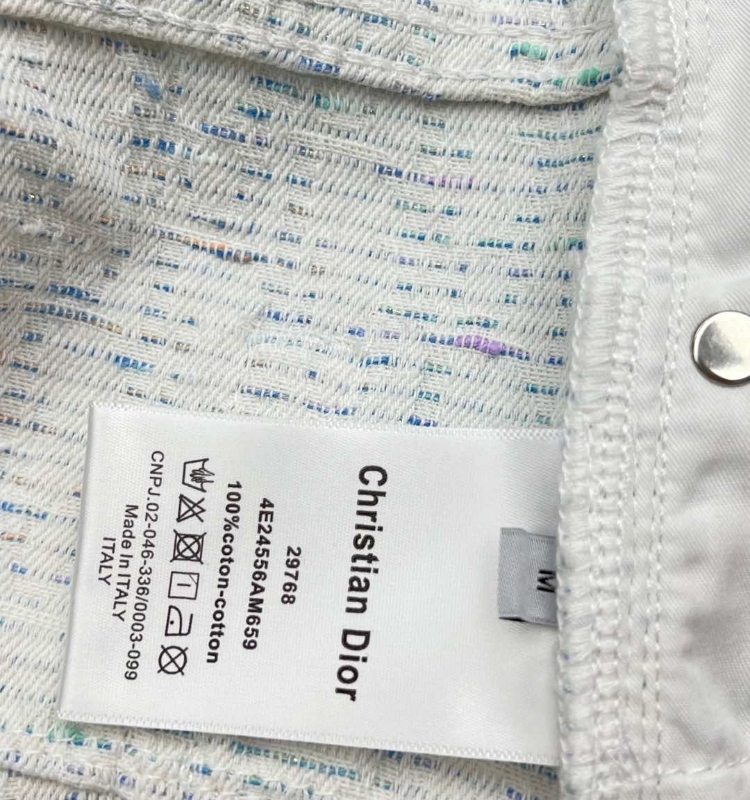 M
Christian Dior
29768
4E24556AM659
100%coton-cotton
CNPJ.02-046-336/0003-099
Made In ITALY
ITALY